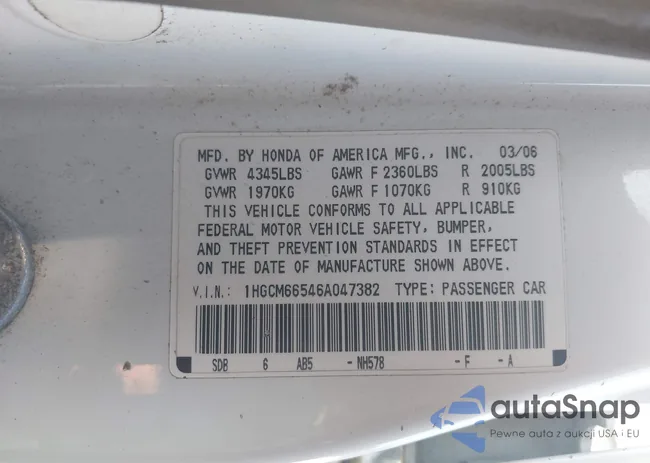 MFD. BY HONDA OF AMERICA MFG., INC. 03/06
GVWR 4345LBS GAWR F 2360LBS R 2005LBS
GVWR 1970KG GAWR F 1070KG R 910KG
THIS VEHICLE CONFORMS TO ALL APPLICABLE
FEDERAL MOTOR VEHICLE SAFETY, BUMPER,
AND THEFT PREVENTION STANDARDS IN EFFECT
ON THE DATE OF MANUFACTURE SHOWN ABOVE.
V.I.N.: 1HGCM66546A047382 TYPE: PASSENGER CAR
SDB 6 AB5 -NH578 -F -A
autaSnap
Pewne auta z aukcji USA i EU